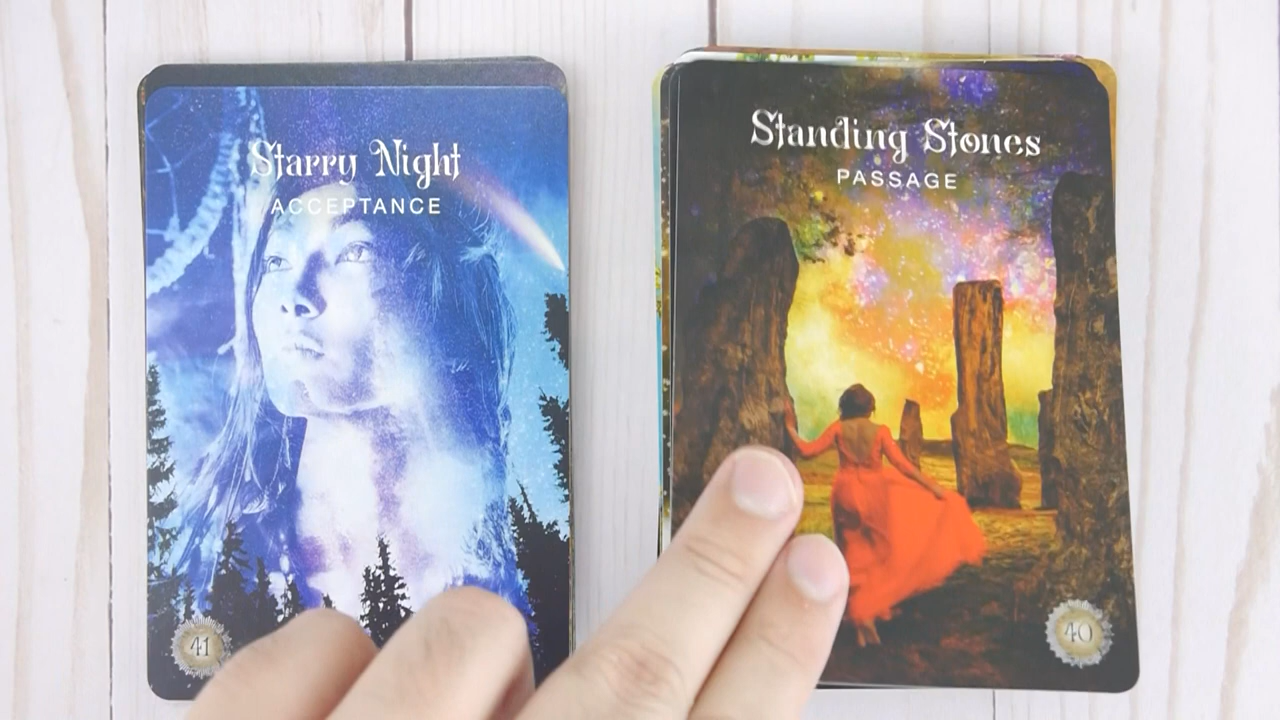 Starry Night
ACCEPTANCE
41
Standing Stones
PASSAGE
40